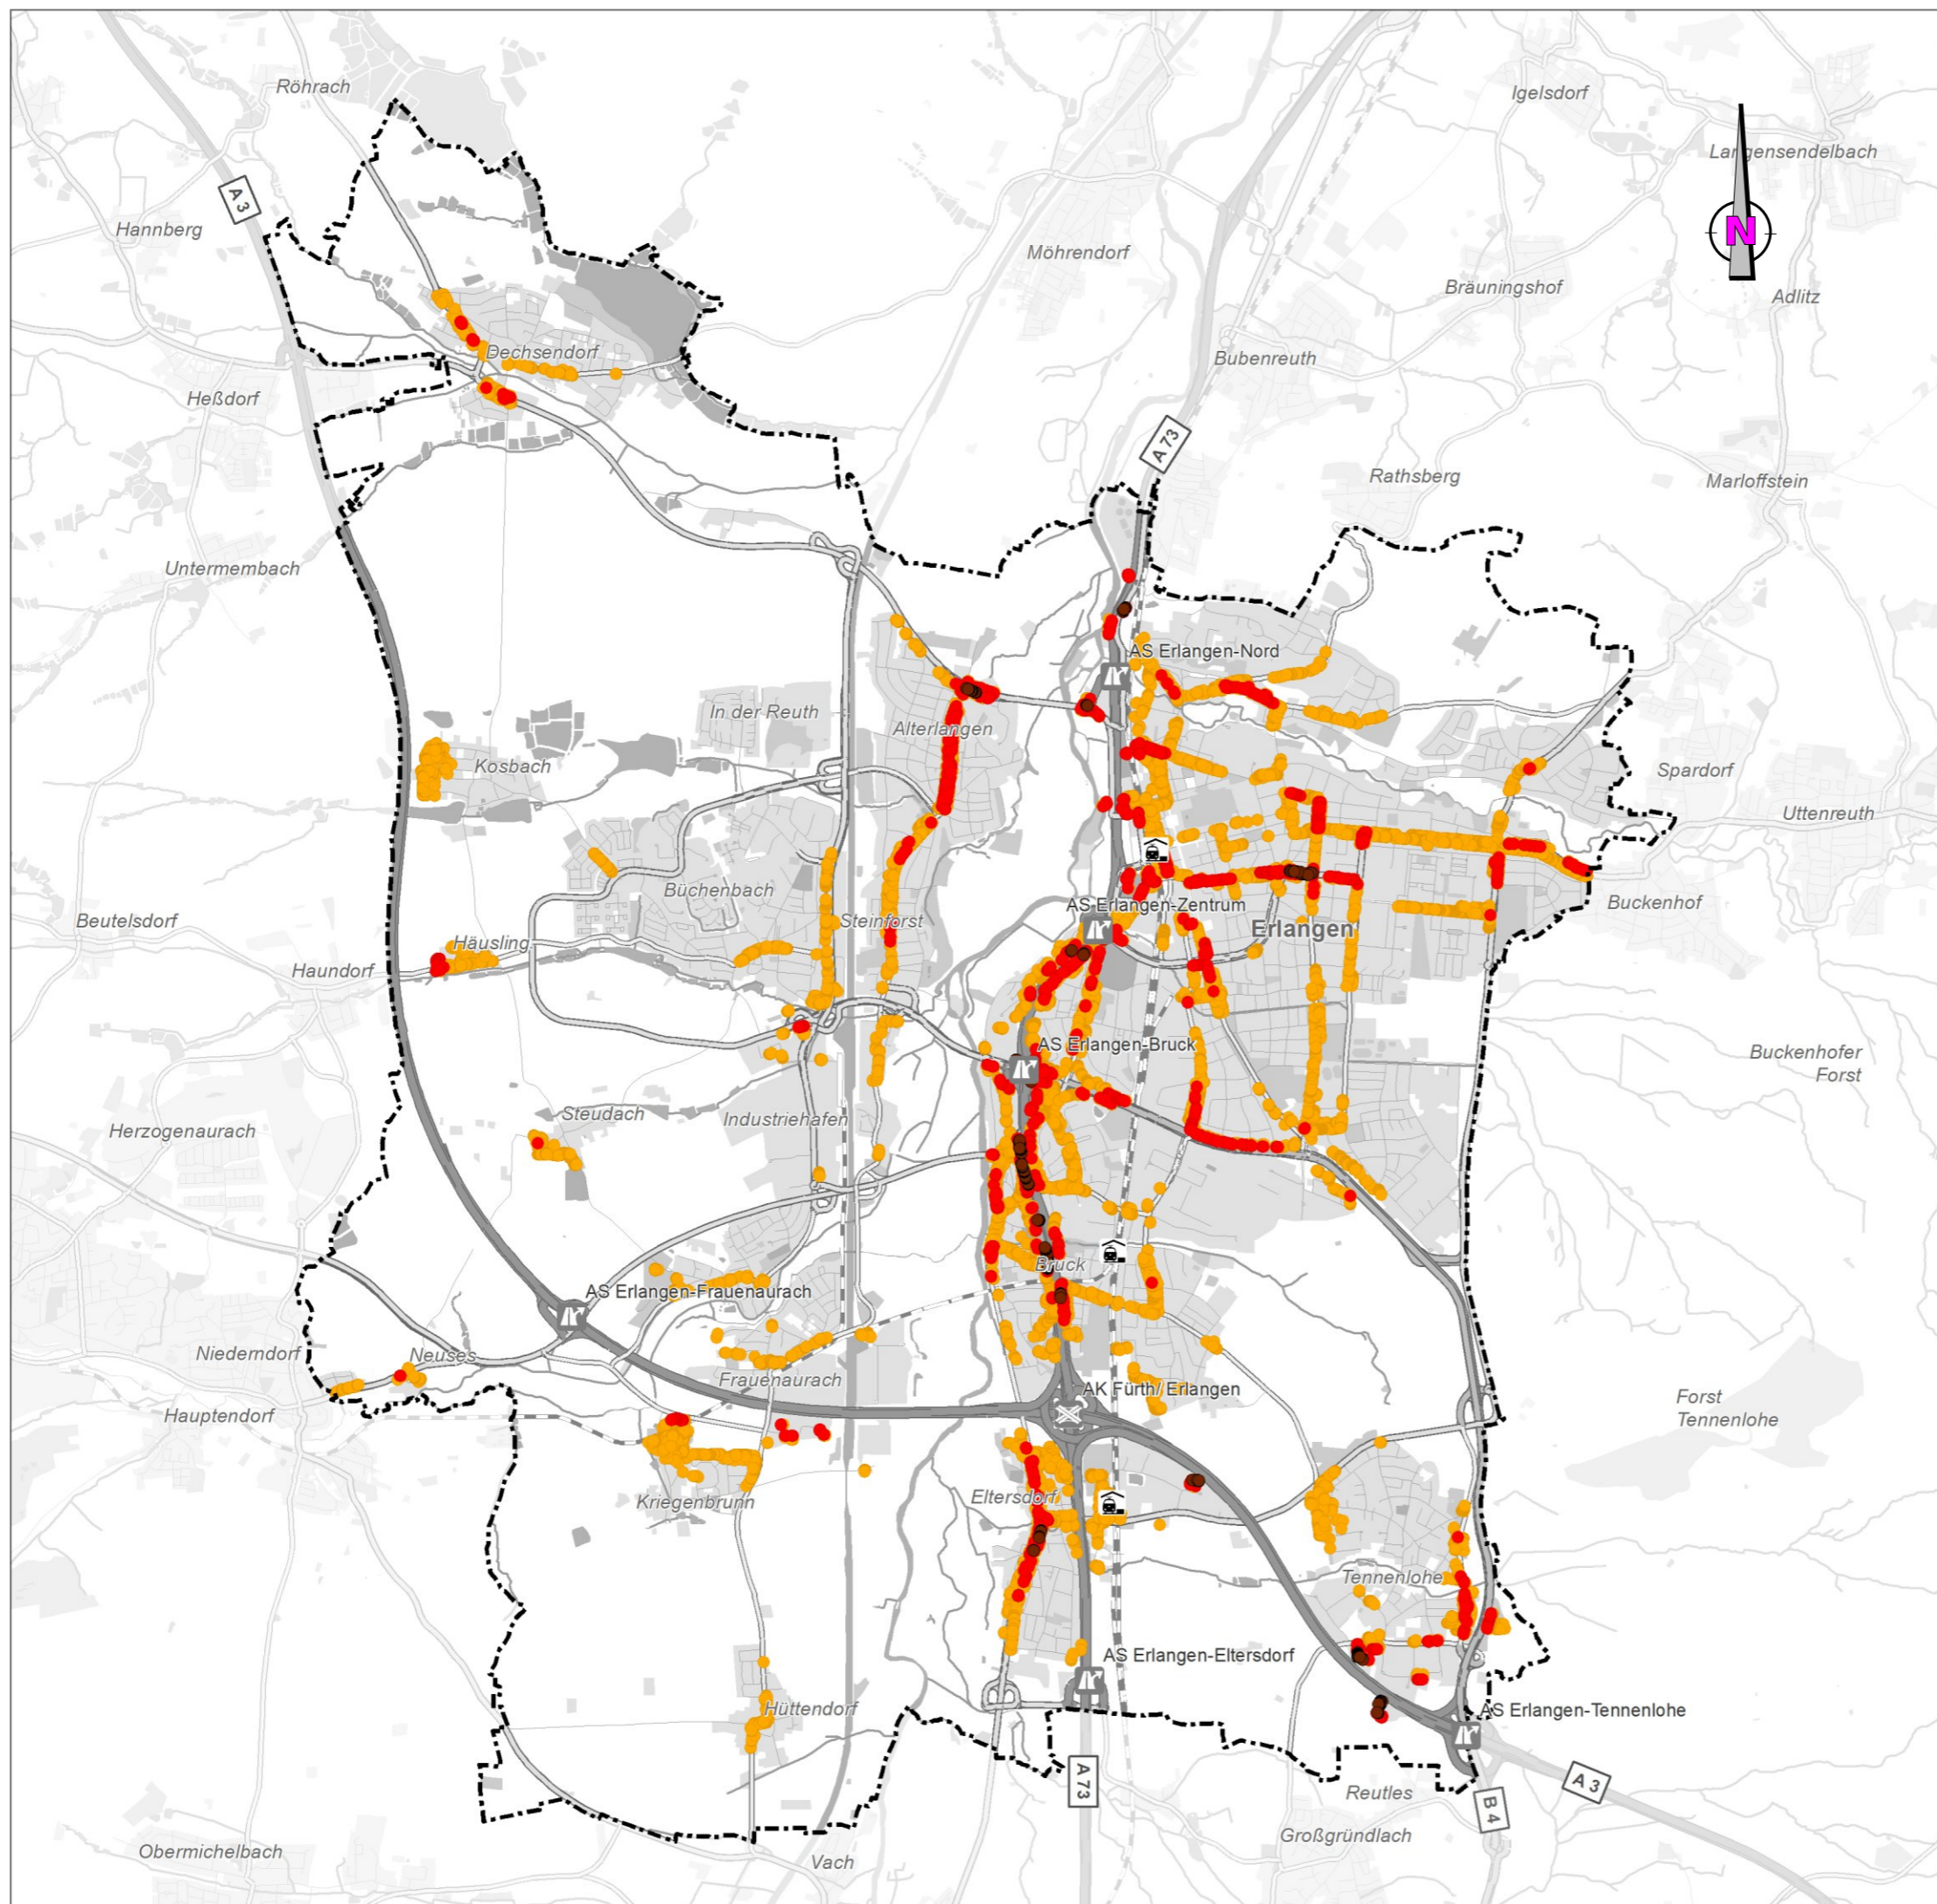 Röhrach
Igelsdorf
Langensendelbach
A 3
Hannberg
N
Möhrendorf
Bräuningshof
Adlitz
Dechsendorf
Bubenreuth
Heßdorf
A 73
Rathsberg
Marloffstein
Untermembach
AS Erlangen-Nord
In der Reuth
Alterlangen
Kosbach
Spardorf
Uttenreuth
Büchenbach
AS Erlangen-Zentrum
Buckenhof
Beutelsdorf
Steinforst
Erlangen
Häusling
Haundorf
AS Erlangen-Bruck
Buckenhofer
Forst
Steudach
Industriehafen
Herzogenaurach
Bruck
AS Erlangen-Frauenaurach
Niederndorf
Neuses
Frauenaurach
AK Fürth/ Erlangen
Hauptendorf
Forst
Tennenlohe
Kriegenbrunn
Eltersdorf
Tennenlohe
AS Erlangen-Eltersdorf
Hüttendorf
AS Erlangen-Tennenlohe
A 73
A 3
Reutles
B 4
Großgründlach
Obermichelbach
Vach